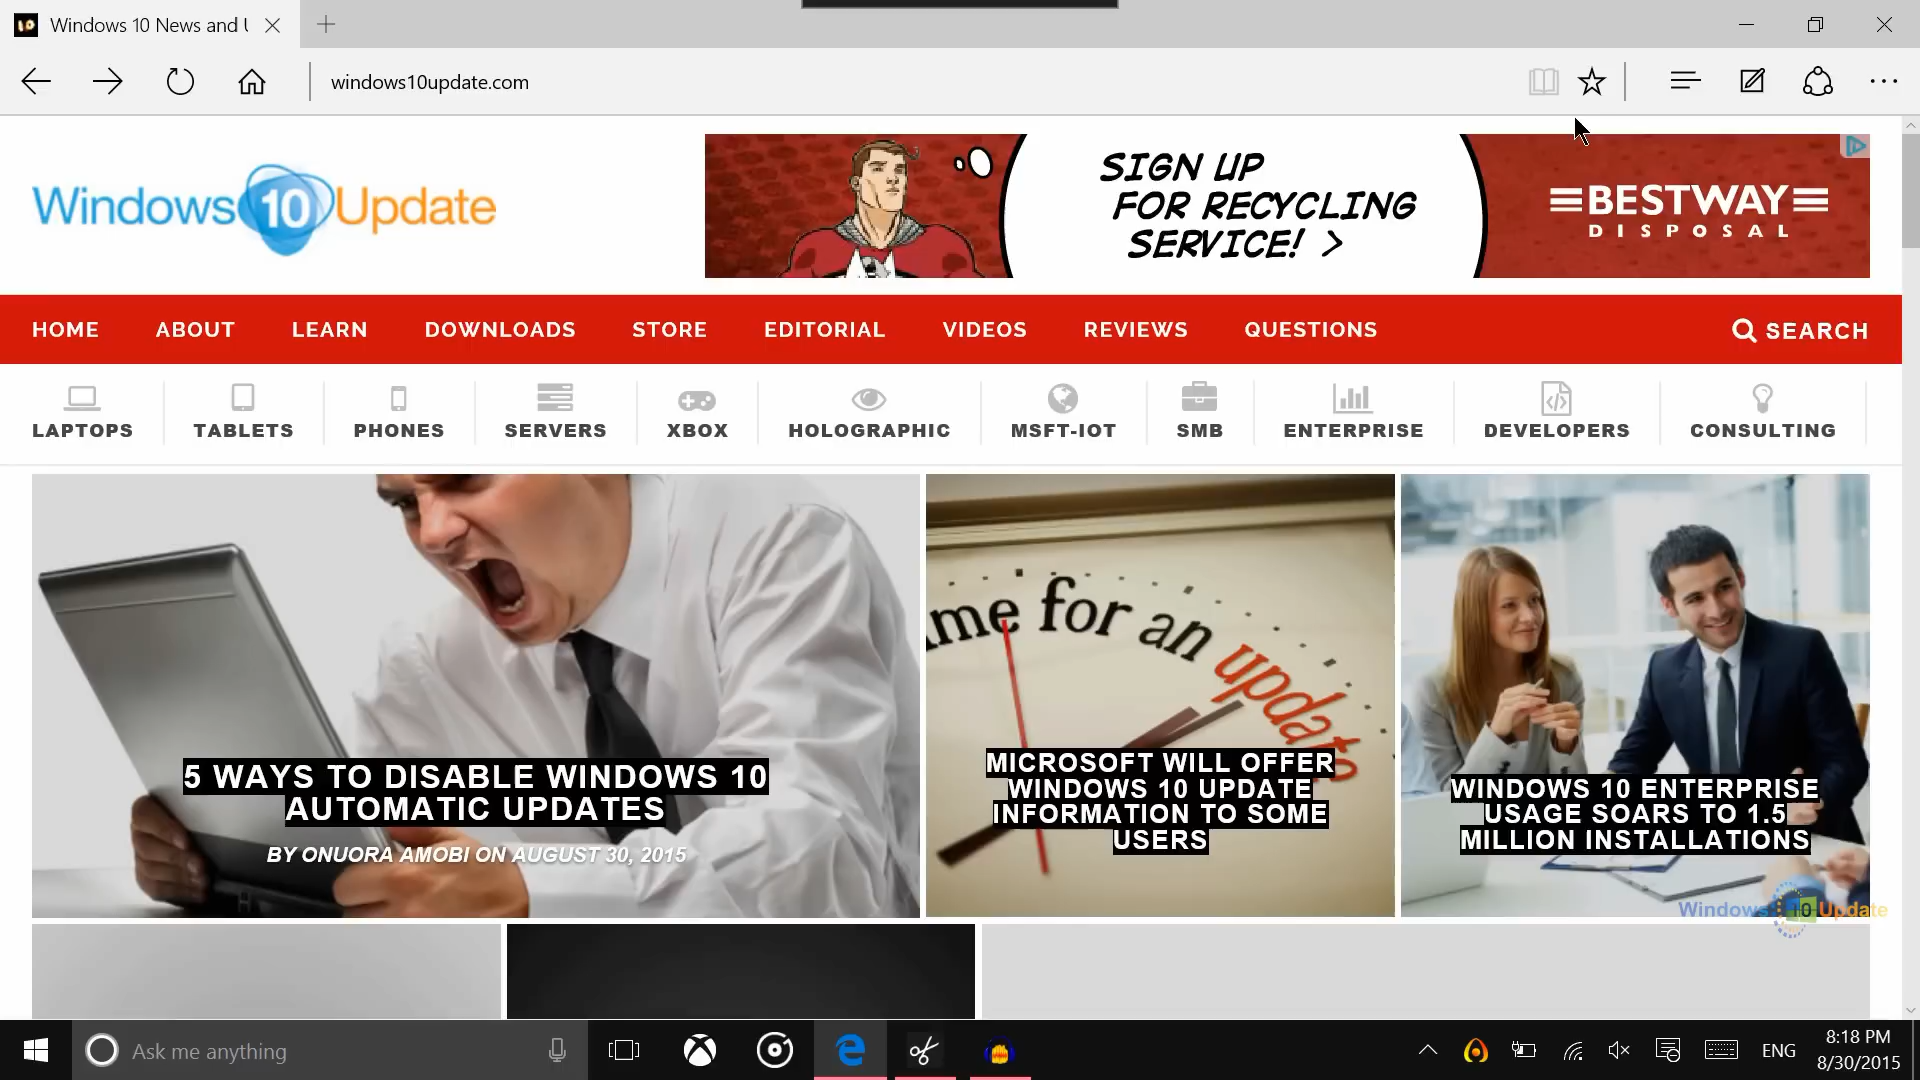 Windows 10 News and U
windows10update.com
Windows 10 Update
SIGN UP
FOR RECYCLING
SERVICE! >
BESTWAY
DISPOSAL
HOME ABOUT LEARN DOWNLOADS STORE EDITORIAL VIDEOS REVIEWS QUESTIONS SEARCH
LAPTOPS TABLETS PHONES SERVERS XBOX HOLOGRAPHIC MSFT-IOT SMB ENTERPRISE DEVELOPERS CONSULTING
me for an update
5 WAYS TO DISABLE WINDOWS 10
AUTOMATIC UPDATES
BY ONUORA AMOBI ON AUGUST 30, 2015
MICROSOFT WILL OFFER
WINDOWS 10 UPDATE
INFORMATION TO SOME
USERS
WINDOWS 10 ENTERPRISE
USAGE SOARS TO 1.5
MILLION INSTALLATIONS
Windows 10 Update
Ask me anything
ENG
8:18 PM
8/30/2015